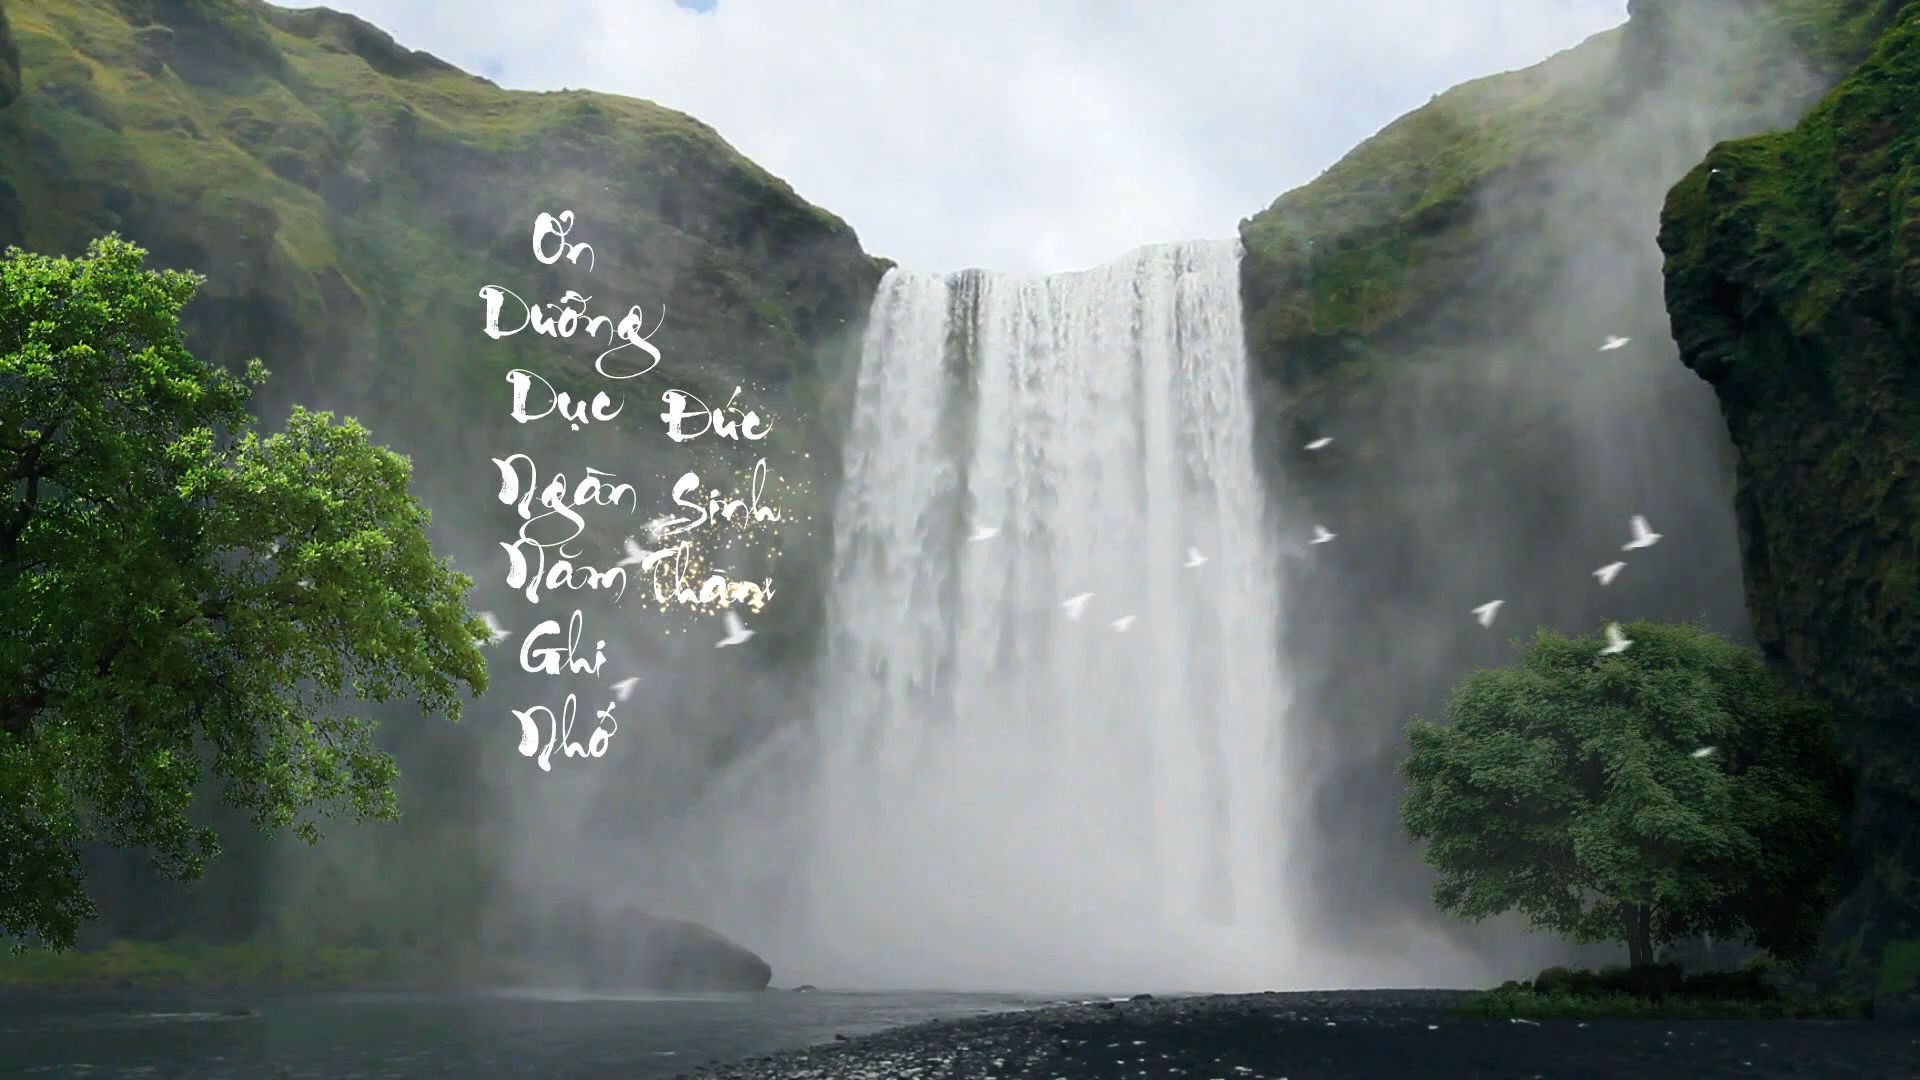 Ơn
Dưỡng
Dục
Ngàn
Năm
Ghi
Nhớ
Đức
Sinh
Thành